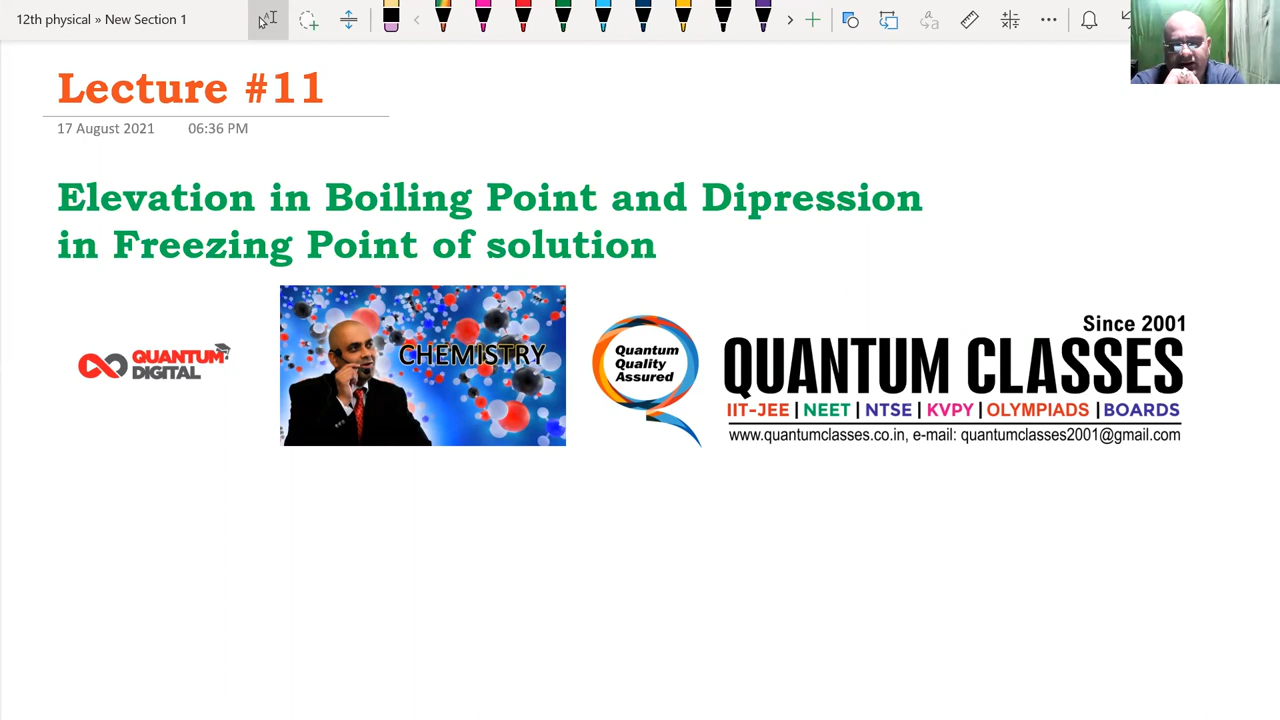 12th physical » New Section 1
Lecture #11
17 August 2021 06:36 PM
Elevation in Boiling Point and Dipression
in Freezing Point of solution
QUANTUM
DIGITAL
CHEMISTRY
Quantum
Quality
Assured
Since 2001
QUANTUM CLASSES
IIT-JEE | NEET | NTSE | KVPY | OLYMPIADS | BOARDS
www.quantumclasses.co.in, e-mail: quantumclasses2001@gmail.com